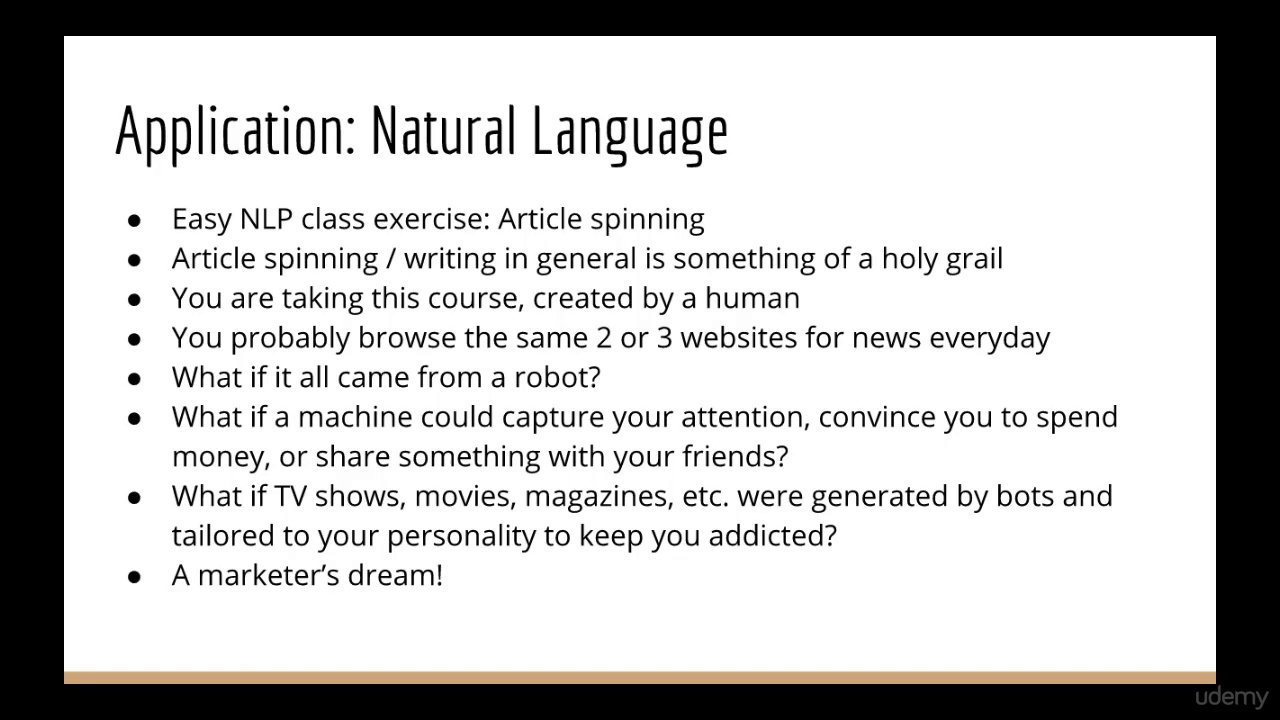 Application: Natural Language
● Easy NLP class exercise: Article spinning
● Article spinning / writing in general is something of a holy grail
● You are taking this course, created by a human
● You probably browse the same 2 or 3 websites for news everyday
● What if it all came from a robot?
● What if a machine could capture your attention, convince you to spend
money, or share something with your friends?
● What if TV shows, movies, magazines, etc. were generated by bots and
tailored to your personality to keep you addicted?
● A marketer’s dream!
udemy